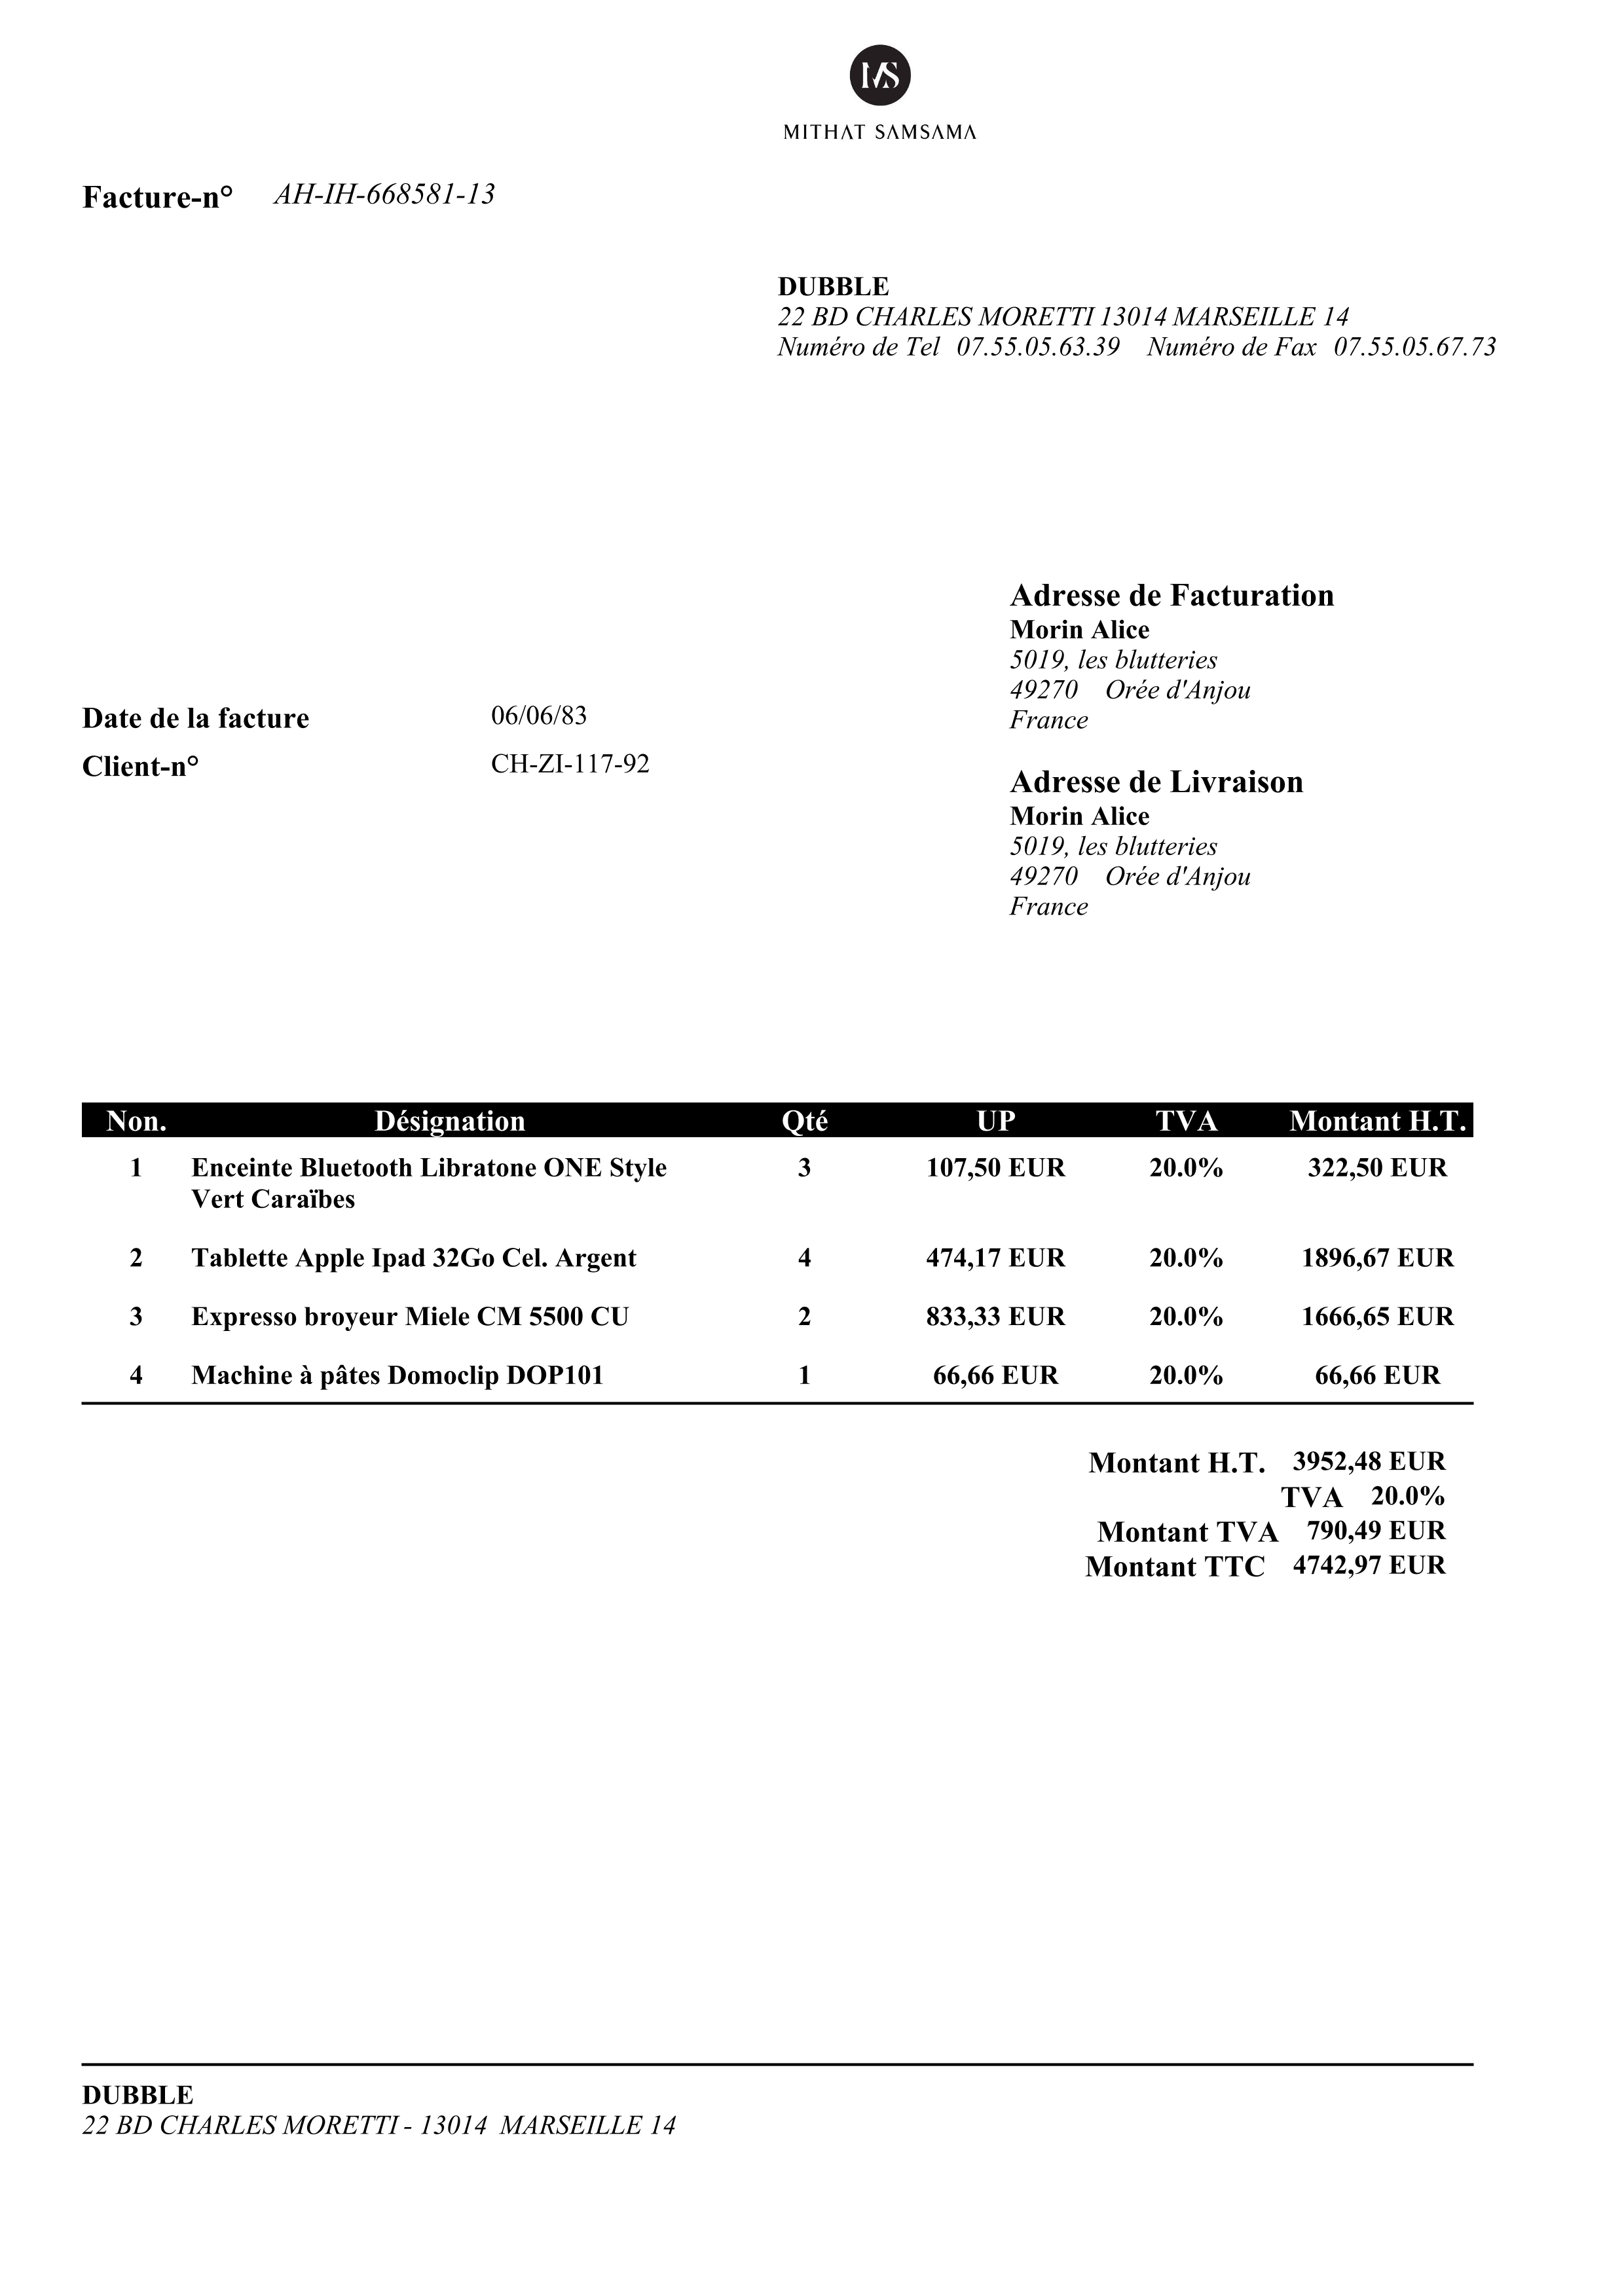 MS
MITHAT SAMSAMA
Facture-n° AH-IH-668581-13
DUBBLE
22 BD CHARLES MORETTI 13014 MARSEILLE 14
Numéro de Tel 07.55.05.63.39 Numéro de Fax 07.55.05.67.73
Adresse de Facturation
Morin Alice
5019, les blutteries
49270 Orée d'Anjou
France
Date de la facture 06/06/83
Client-n° CH-ZI-117-92
Adresse de Livraison
Morin Alice
5019, les blutteries
49270 Orée d'Anjou
France
Non. Désignation Qté UP TVA Montant H.T.
1 Enceinte Bluetooth Libratone ONE Style 3 107,50 EUR 20.0% 322,50 EUR
Vert Caraïbes
2 Tablette Apple Ipad 32Go Cel. Argent 4 474,17 EUR 20.0% 1896,67 EUR
3 Expresso broyeur Miele CM 5500 CU 2 833,33 EUR 20.0% 1666,65 EUR
4 Machine à pâtes Domoclip DOP101 1 66,66 EUR 20.0% 66,66 EUR
Montant H.T. 3952,48 EUR
TVA 20.0%
Montant TVA 790,49 EUR
Montant TTC 4742,97 EUR
DUBBLE
22 BD CHARLES MORETTI - 13014 MARSEILLE 14